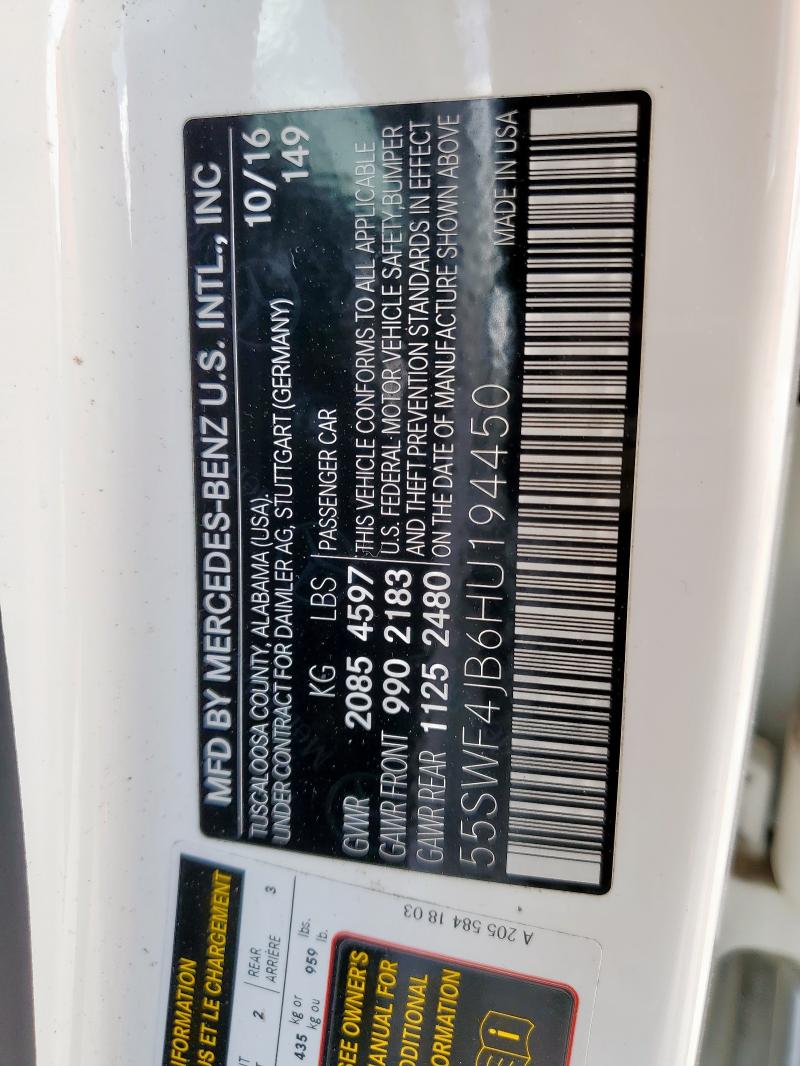 MFD BY MERCEDES-BENZ U.S. INTL., INC
TUSCALOOSA COUNTY, ALABAMA (USA).
10/16
UNDER CONTRACT FOR DAIMLER AG, STUTTGART (GERMANY)
149
KG LBS PASSENGER CAR
GVWR 2085 4597 THIS VEHICLE CONFORMS TO ALL APPLICABLE
GAWR FRONT 990 2183 U.S. FEDERAL MOTOR VEHICLE SAFETY,BUMPER
GAWR REAR 1125 2480 AND THEFT PREVENTION STANDARDS IN EFFECT
ON THE DATE OF MANUFACTURE SHOWN ABOVE
55SWF4JB6HU194450 MADE IN USA
A 205 584 18 03
US ET LE CHARGEMENT
2 REAR 3
ARRIÈRE
435 kg or 959 lbs.
kg ou lb.
SEE OWNER'S
FOR